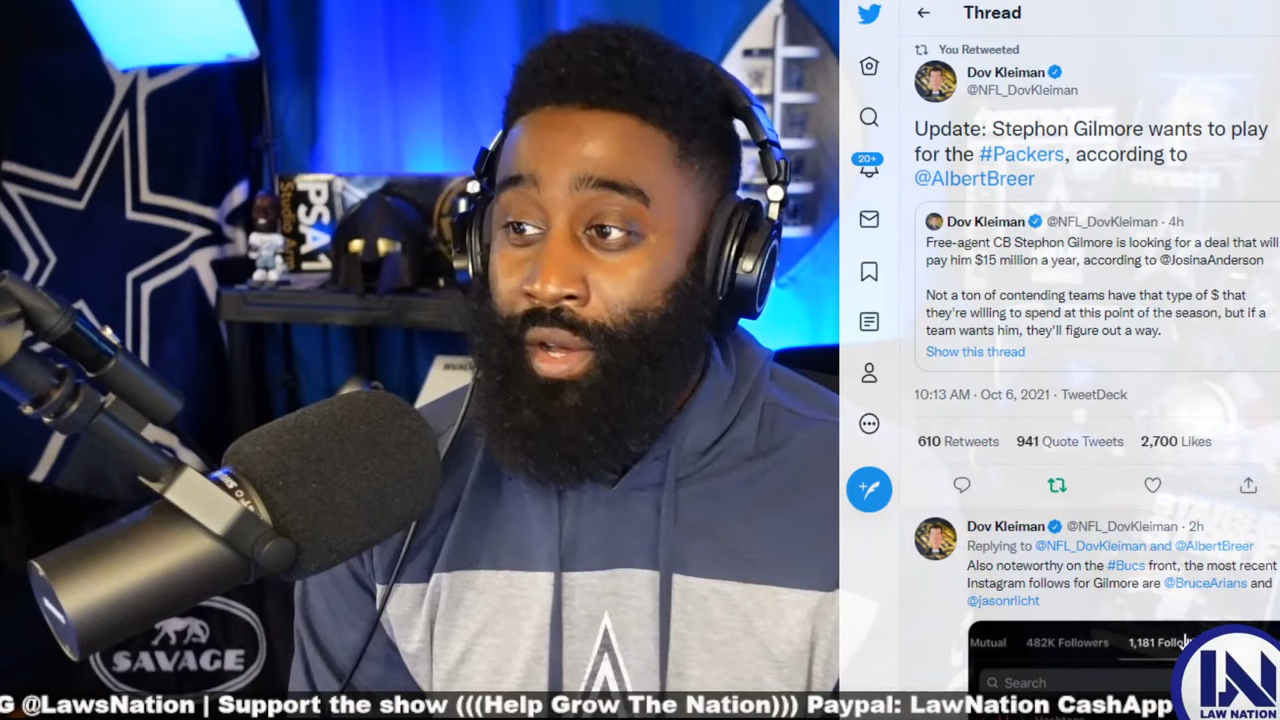 Thread
You Retweeted
Dov Kleiman
@NFL_DovKleiman
Update: Stephon Gilmore wants to play
for the #Packers, according to
@AlbertBreer
20+
Dov Kleiman @NFL_DovKleiman · 4h
Free-agent CB Stephon Gilmore is looking for a deal that will
pay him $15 million a year, according to @JosinaAnderson
Not a ton of contending teams have that type of $ that
they're willing to spend at this point of the season, but if a
team wants him, they'll figure out a way.
Show this thread
10:13 AM · Oct 6, 2021 · TweetDeck
610 Retweets 941 Quote Tweets 2,700 Likes
Dov Kleiman @NFL_DovKleiman · 2h
Replying to @NFL_DovKleiman and @AlbertBreer
Also noteworthy on the #Bucs front, the most recent
Instagram follows for Gilmore are @BruceArians and
@jasonrlicht
Mutual 482K Followers 1,181
Search
PSA1
Studio Arm
SAVAGE
LAW NATION
G @LawsNation | Support the show (((Help Grow The Nation))) Paypal: LawNation CashApp